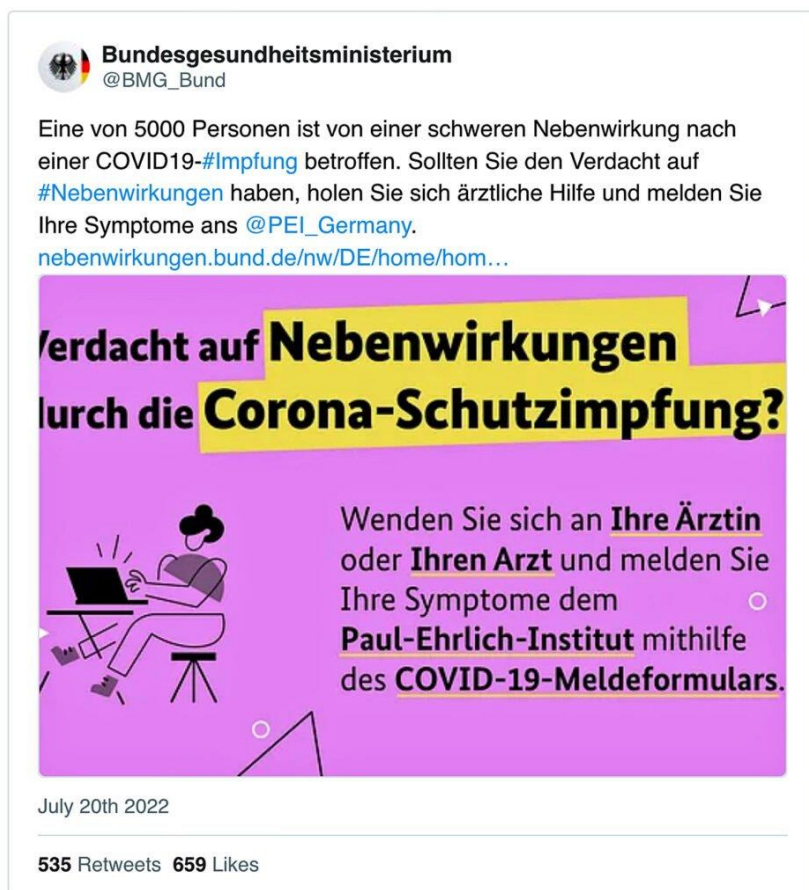 Bundesgesundheitsministerium
@BMG_Bund
Eine von 5000 Personen ist von einer schweren Nebenwirkung nach
einer COVID19-#Impfung betroffen. Sollten Sie den Verdacht auf
#Nebenwirkungen haben, holen Sie sich ärztliche Hilfe und melden Sie
Ihre Symptome ans @PEI_Germany.
nebenwirkungen.bund.de/nw/DE/home/hom…
erdacht auf Nebenwirkungen
urch die Corona-Schutzimpfung?
Wenden Sie sich an Ihre Ärztin
oder Ihren Arzt und melden Sie
Ihre Symptome dem
Paul-Ehrlich-Institut mithilfe
des COVID-19-Meldeformulars.
July 20th 2022
535 Retweets 659 Likes